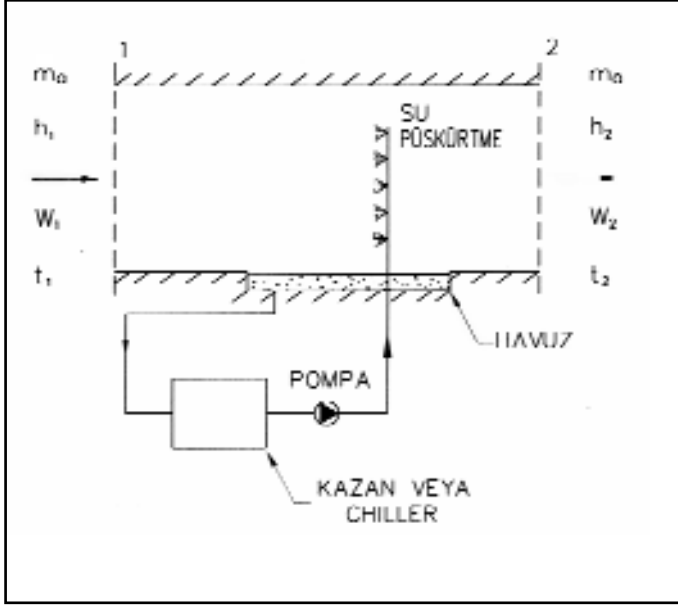 1
2
mₐ
mₐ
h₁
h₂
SU
PÜSKÜRTME
W₁
W₂
t₁
t₂
HAVUZ
POMPA
KAZAN VEYA
CHILLER